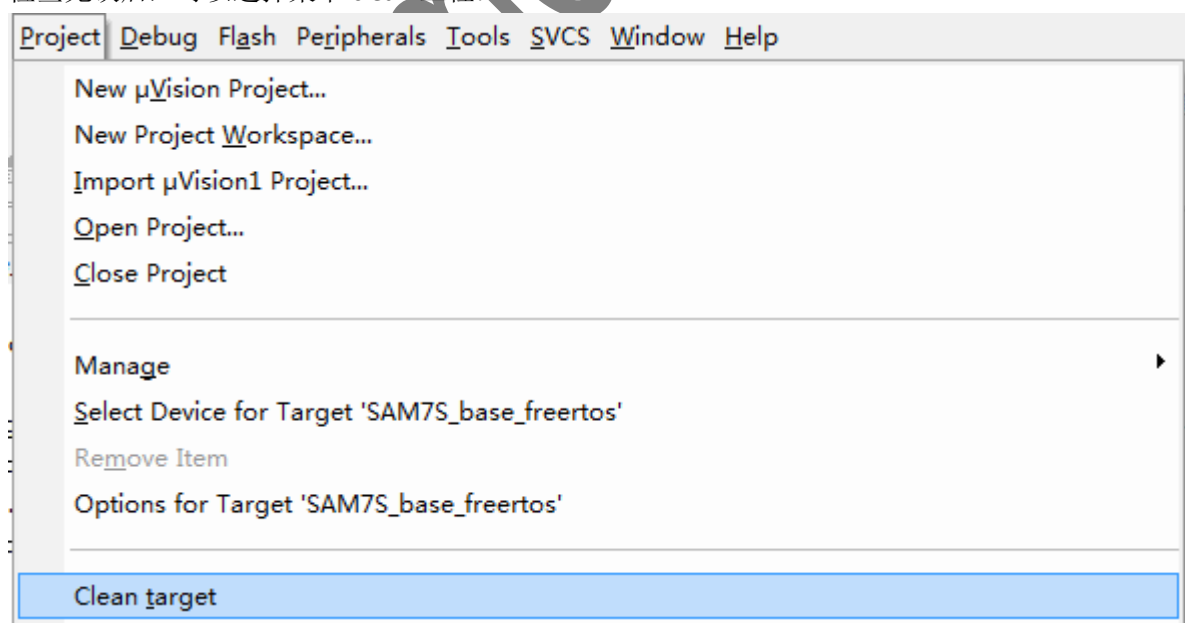 Project Debug Flash Peripherals Tools SVCS Window Help
New µVision Project...
New Project Workspace...
Import µVision1 Project...
Open Project...
Close Project
Manage
Select Device for Target 'SAM7S_base_freertos'
Remove Item
Options for Target 'SAM7S_base_freertos'
Clean target